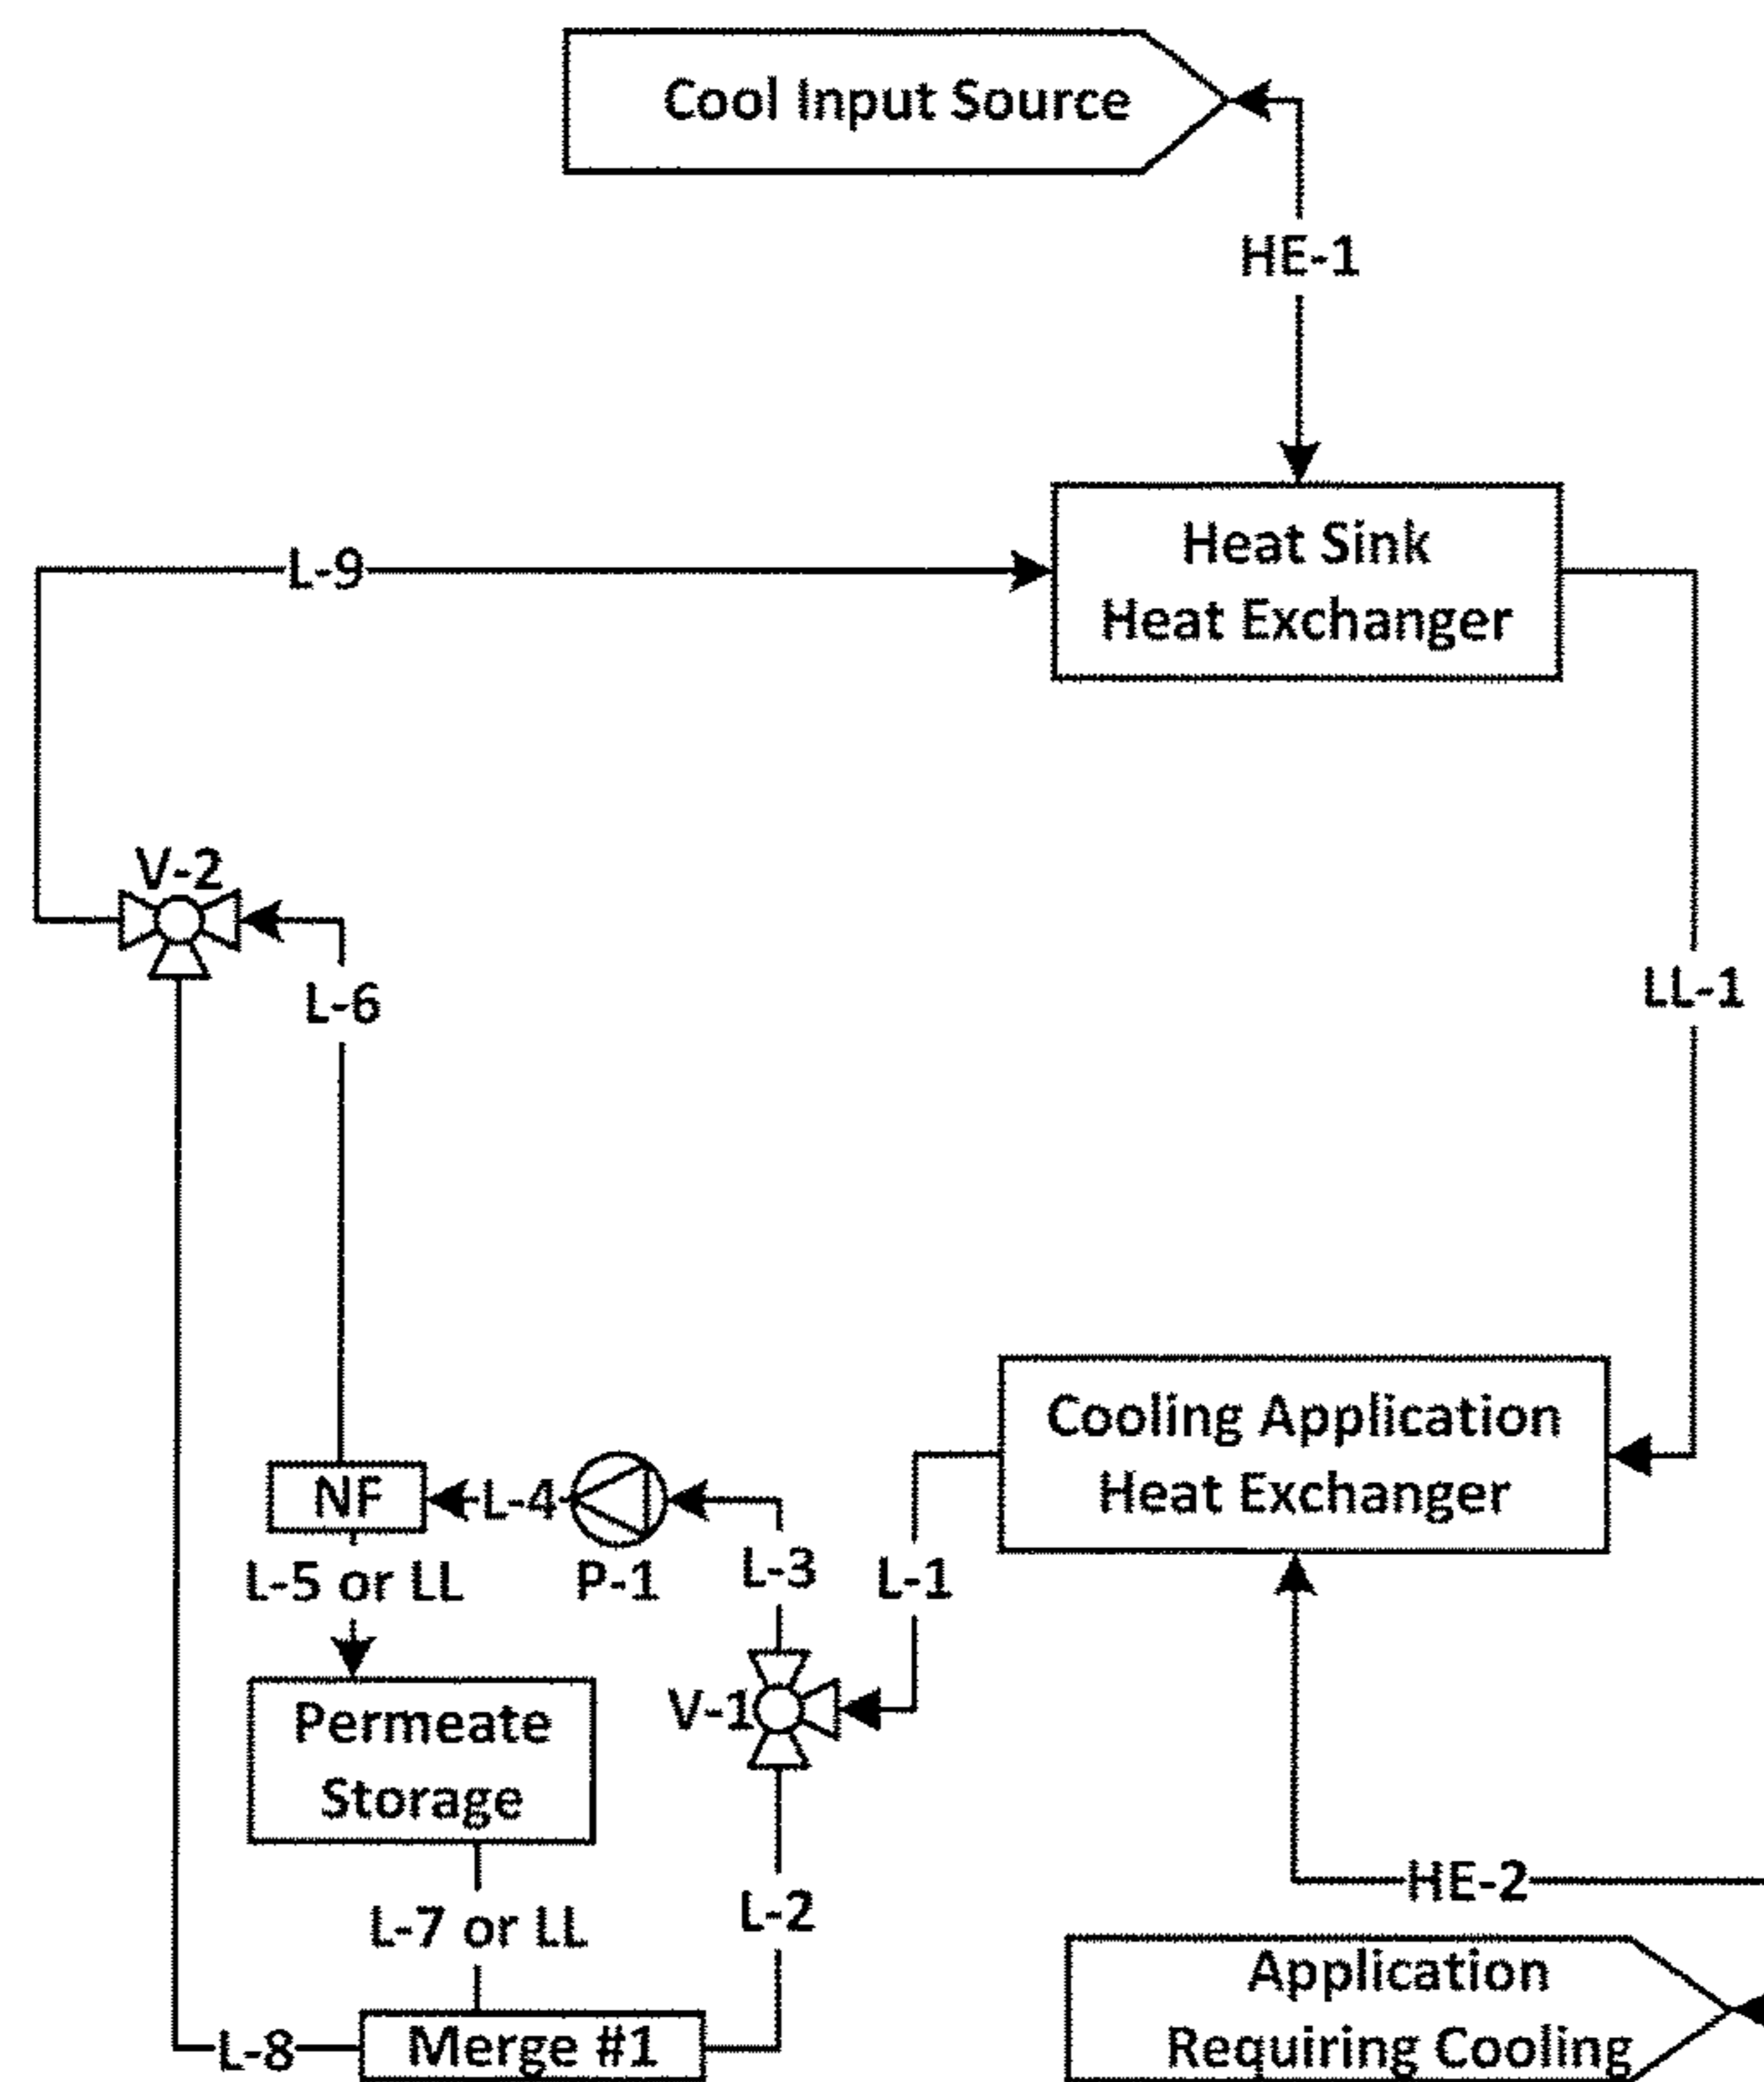 Cool Input Source
HE-1
Heat Sink
Heat Exchanger
L-9
V-2
L-6
LL-1
Cooling Application
Heat Exchanger
NF
L-4
P-1
L-5 or LL
L-3
L-1
Permeate
Storage
V-1
L-7 or LL
L-2
HE-2
Application
Requiring Cooling
L-8
Merge #1